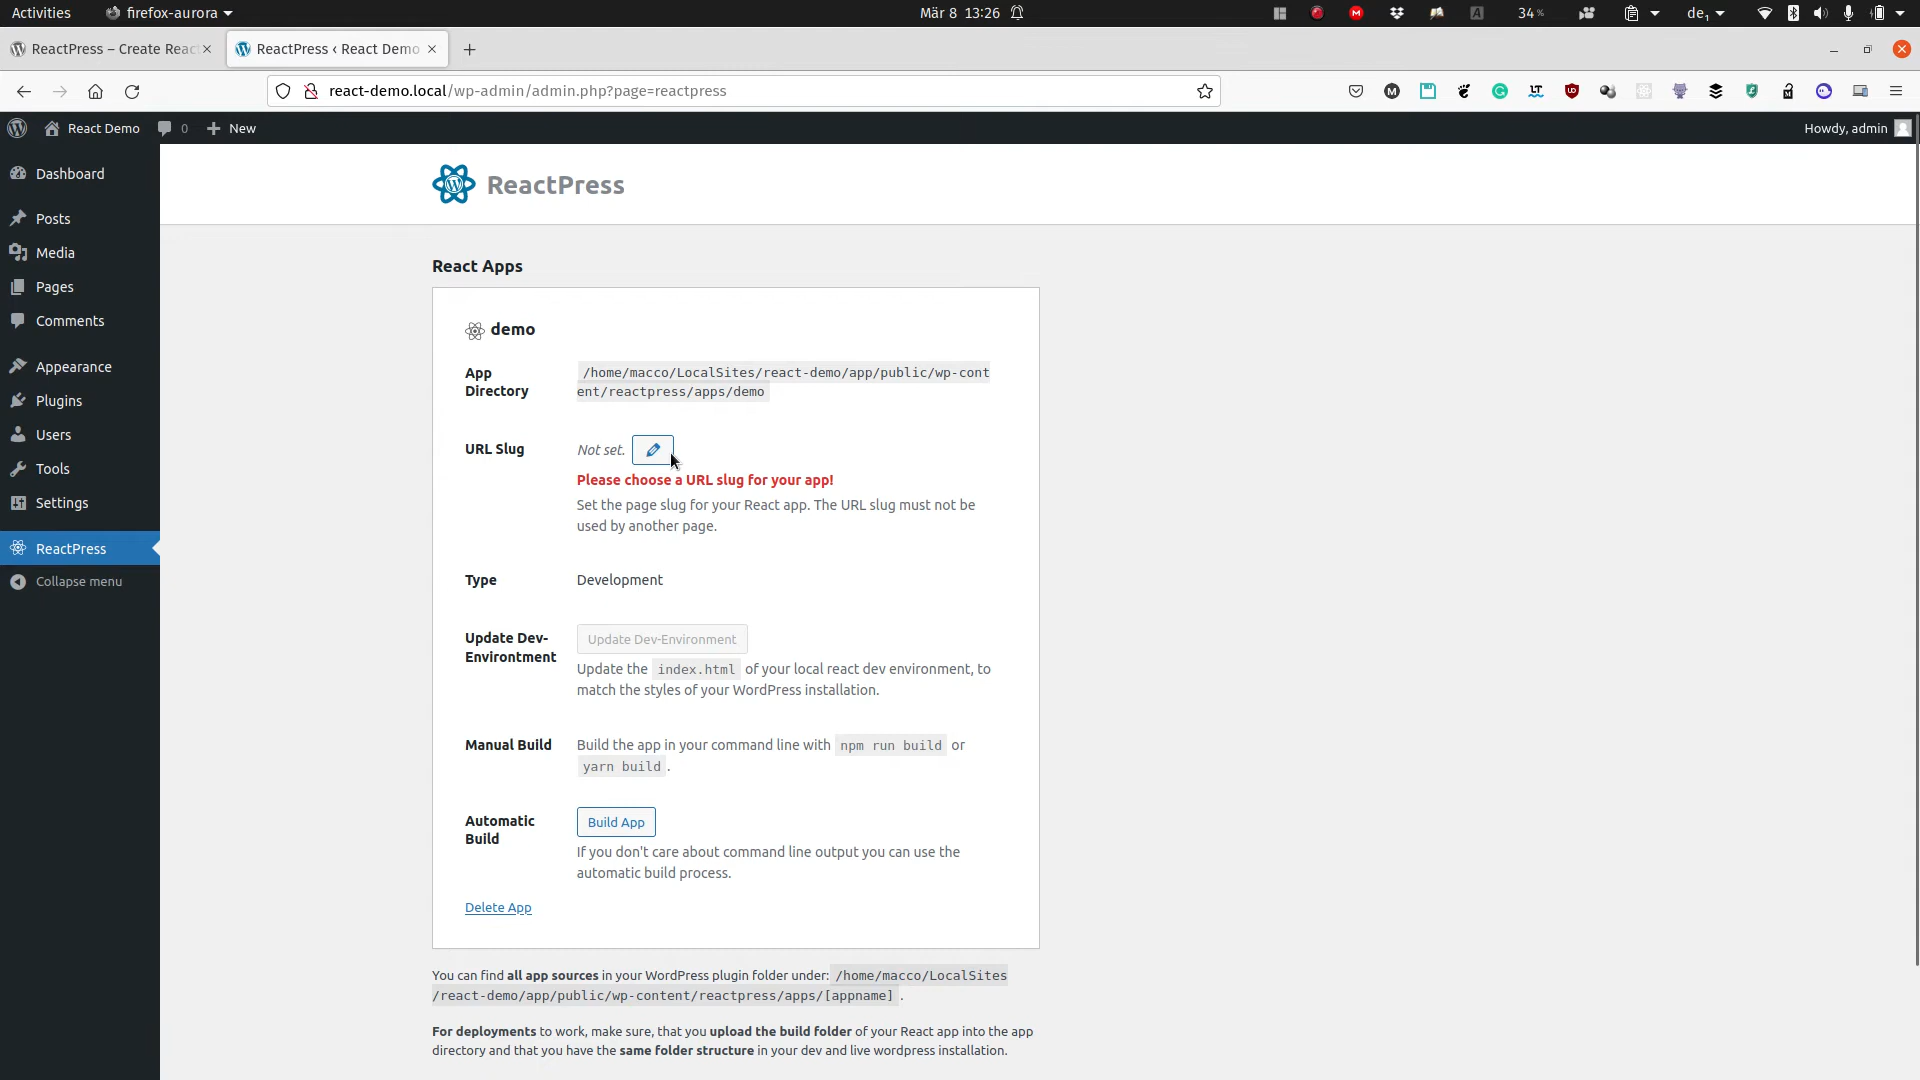 Activities
firefox-aurora
Mär 8 13:26
34 %
de₁
ReactPress – Create Reac
ReactPress ‹ React Demo
react-demo.local/wp-admin/admin.php?page=reactpress
React Demo
0
New
Howdy, admin
Dashboard
Posts
Media
Pages
Comments
Appearance
Plugins
Users
Tools
Settings
ReactPress
Collapse menu
ReactPress
React Apps
demo
App
Directory
/home/macco/LocalSites/react-demo/app/public/wp-cont
ent/reactpress/apps/demo
URL Slug
Not set.
Please choose a URL slug for your app!
Set the page slug for your React app. The URL slug must not be
used by another page.
Type
Development
Update Dev-
Environtment
Update Dev-Environment
Update the index.html of your local react dev environment, to
match the styles of your WordPress installation.
Manual Build
Build the app in your command line with npm run build or
yarn build .
Automatic
Build
Build App
If you don't care about command line output you can use the
automatic build process.
Delete App
You can find all app sources in your WordPress plugin folder under: /home/macco/LocalSites
/react-demo/app/public/wp-content/reactpress/apps/[appname] .
For deployments to work, make sure, that you upload the build folder of your React app into the app
directory and that you have the same folder structure in your dev and live wordpress installation.